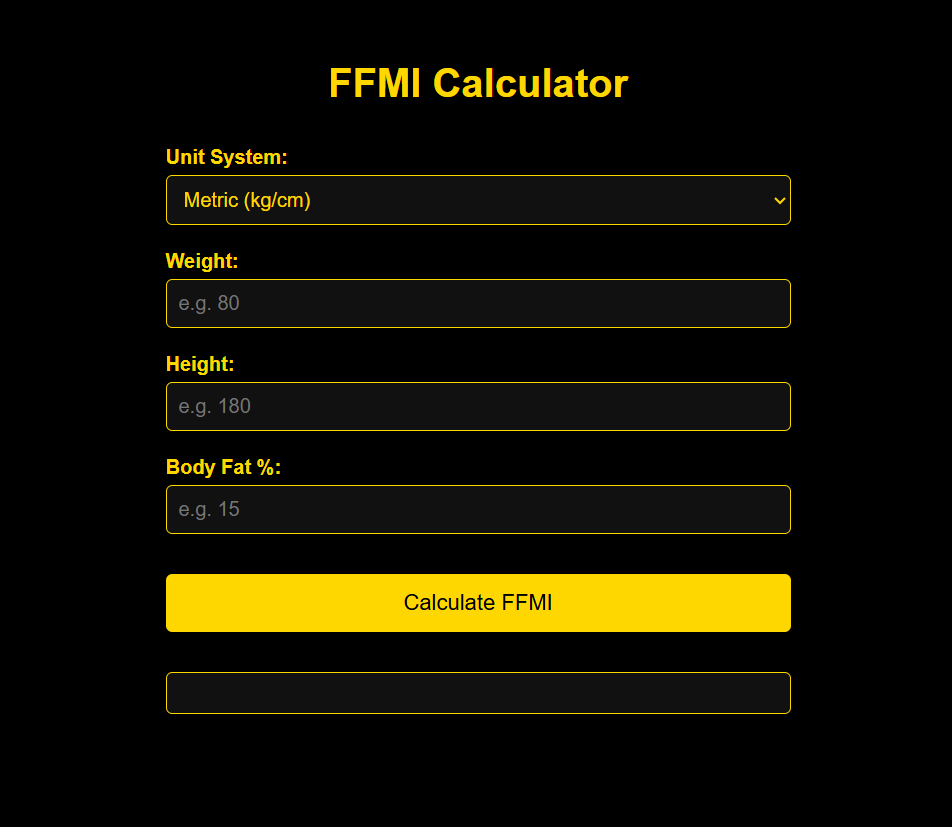 FFMI Calculator
Unit System:
Metric (kg/cm)
Weight:
e.g. 80
Height:
e.g. 180
Body Fat %:
e.g. 15
Calculate FFMI